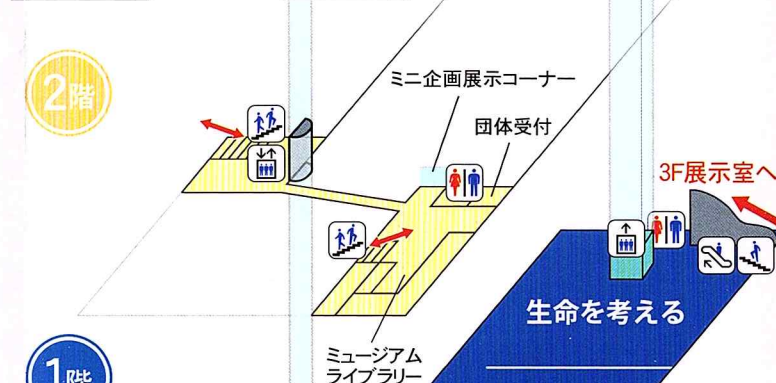 2階
ミニ企画展示コーナー
団体受付
3F展示室へ
生命を考える
ミュージアム
ライブラリー
1階